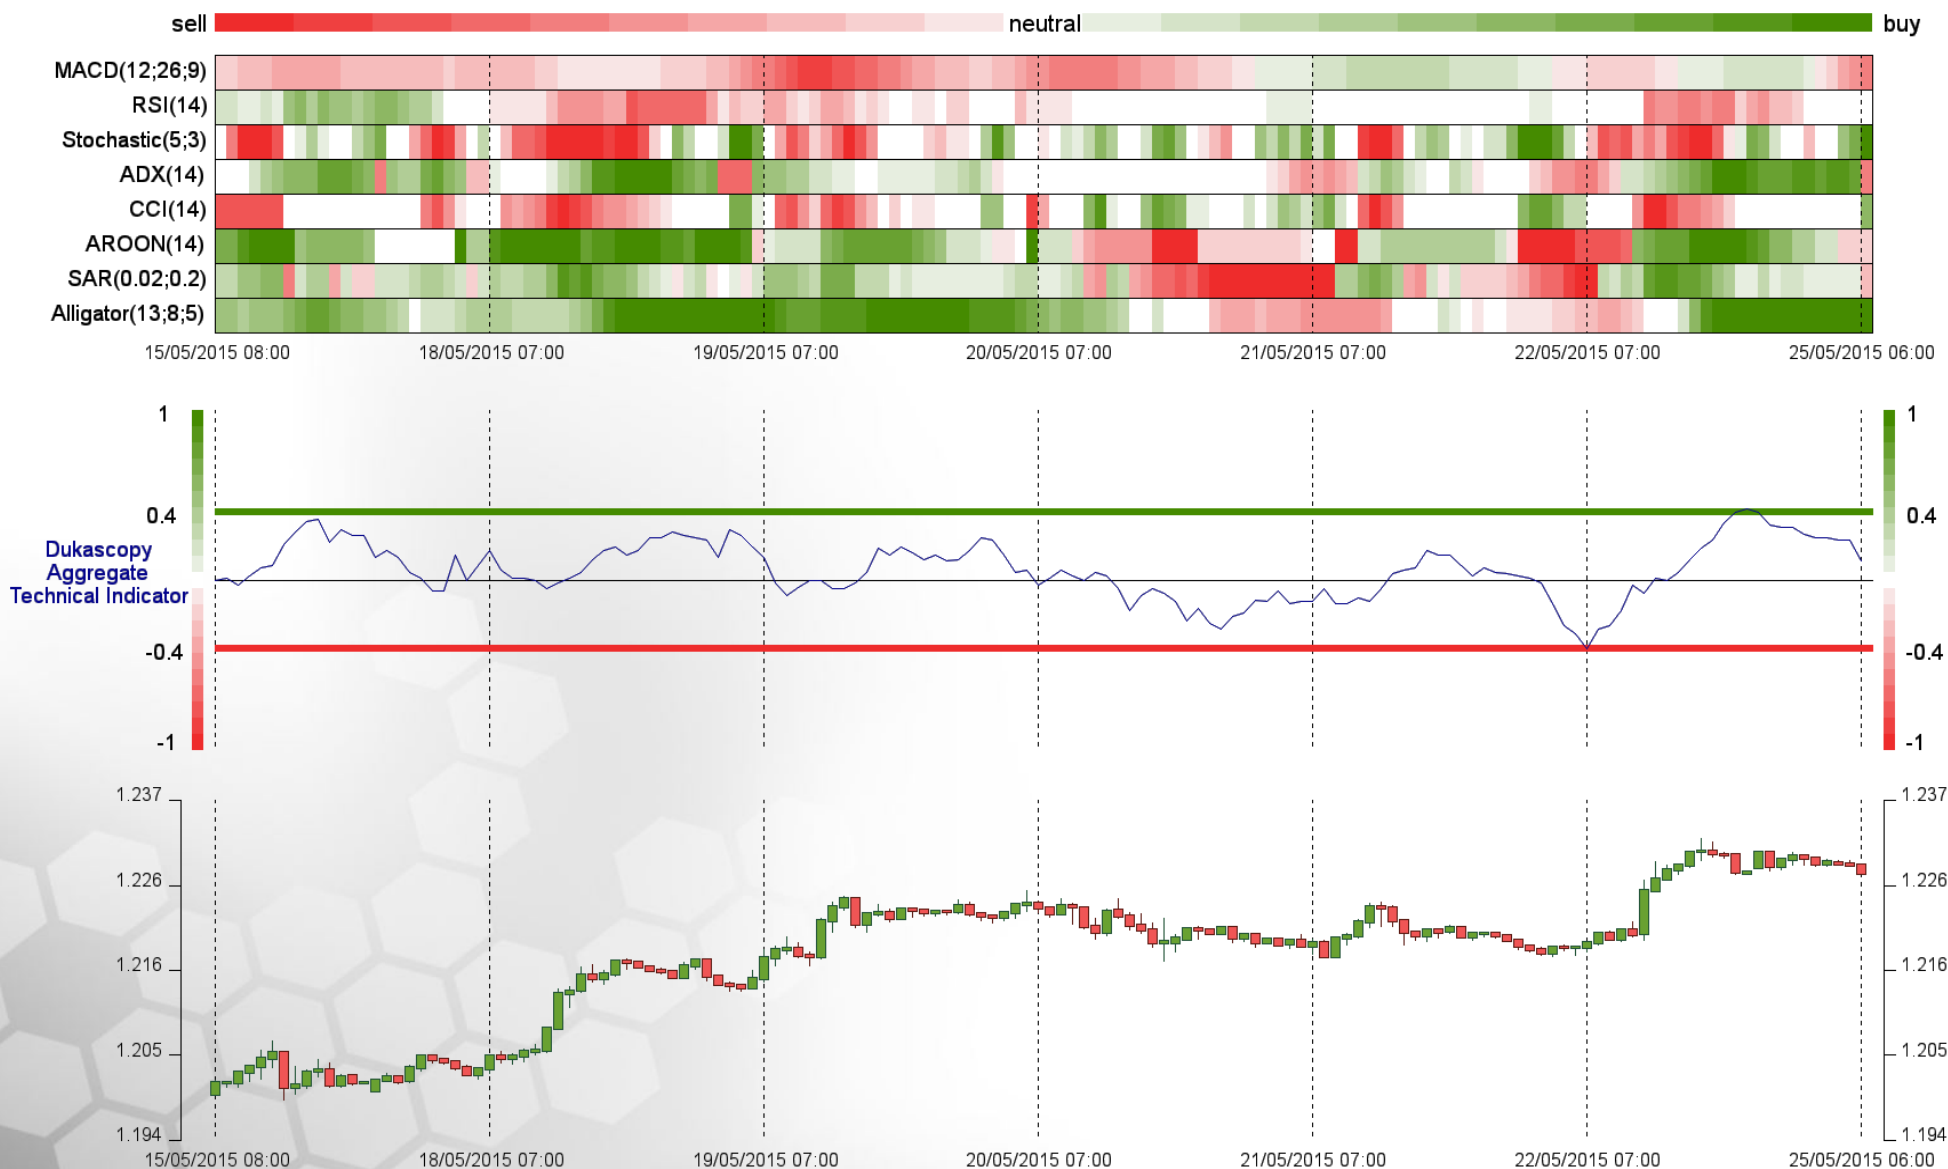 sell neutral buy
MACD(12;26;9)
RSI(14)
Stochastic(5;3)
ADX(14)
CCI(14)
AROON(14)
SAR(0.02;0.2)
Alligator(13;8;5)
15/05/2015 08:00 18/05/2015 07:00 19/05/2015 07:00 20/05/2015 07:00 21/05/2015 07:00 22/05/2015 07:00 25/05/2015 06:00
1 1
0.4 0.4
Dukascopy
Aggregate
Technical Indicator
-0.4 -0.4
-1 -1
1.237 1.237
1.226 1.226
1.216 1.216
1.205 1.205
1.194 1.194
15/05/2015 08:00 18/05/2015 07:00 19/05/2015 07:00 20/05/2015 07:00 21/05/2015 07:00 22/05/2015 07:00 25/05/2015 06:00